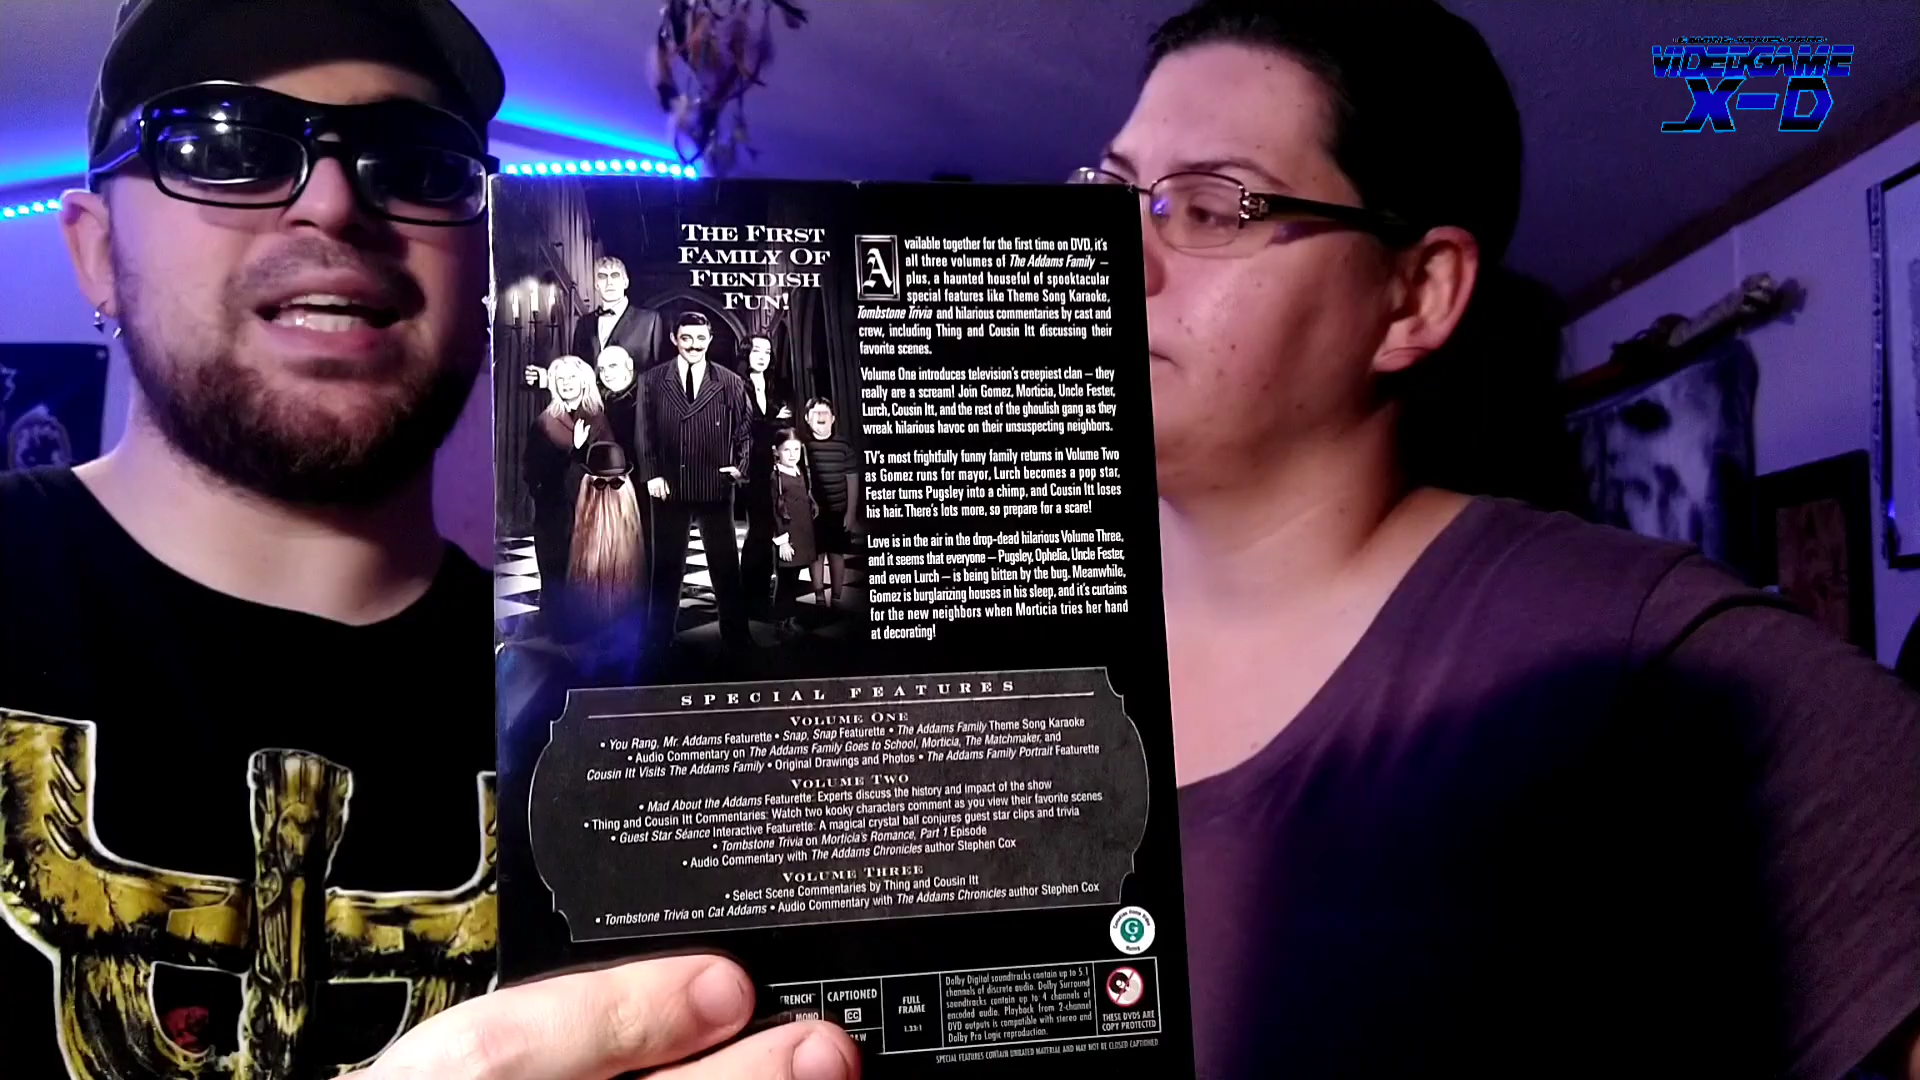 VIDEOGAME
X-D
THE FIRST
FAMILY OF
FIENDISH
FUN!
Available together for the first time on DVD, it's
all three volumes of The Addams Family –
plus, a haunted houseful of spooktacular
special features like Theme Song Karaoke,
Tombstone Trivia and hilarious commentaries by cast and
crew, including Thing and Cousin Itt discussing their
favorite scenes.
Volume One introduces television's creepiest clan – they
really are a scream! Join Gomez, Morticia, Uncle Fester,
Lurch, Cousin Itt, and the rest of the ghoulish gang as they
wreak hilarious havoc on their unsuspecting neighbors.
TV's most frightfully funny family returns in Volume Two
as Gomez runs for mayor, Lurch becomes a pop star,
Fester turns Pugsley into a chimp, and Cousin Itt loses
his hair. There's lots more, so prepare for a scare!
Love is in the air in the drop-dead hilarious Volume Three,
and it seems that everyone – Pugsley, Ophelia, Uncle Fester,
and even Lurch – is being bitten by the bug. Meanwhile,
Gomez is burglarizing houses in his sleep, and it's curtains
for the new neighbors when Morticia tries her hand
at decorating!
SPECIAL FEATURES
VOLUME ONE
• You Rang, Mr. Addams Featurette • Snap, Snap Featurette • The Addams Family Theme Song Karaoke
• Audio Commentary on The Addams Family Goes to School, Morticia, The Matchmaker, and
Cousin Itt Visits The Addams Family • Original Drawings and Photos • The Addams Family Portrait Featurette
VOLUME TWO
• Mad About the Addams Featurette: Experts discuss the history and impact of the show
• Thing and Cousin Itt Commentaries: Watch two kooky characters comment as you view their favorite scenes
• Guest Star Séance Interactive Featurette: A magical crystal ball conjures guest star clips and trivia
• Tombstone Trivia on Morticia's Romance, Part 1 Episode
• Audio Commentary with The Addams Chronicles author Stephen Cox
VOLUME THREE
• Select Scene Commentaries by Thing and Cousin Itt
• Tombstone Trivia on Cat Addams • Audio Commentary with The Addams Chronicles author Stephen Cox
G
RENCH
MONO
CAPTIONED
CC
FULL
FRAME
1.33:1
Dolby Digital soundtracks contain up to 5.1
channels of discrete audio. Dolby Surround
soundtracks contain up to 4 channels of
encoded audio. Playback from 2-channel
DVD outputs is compatible with stereo and
Dolby Pro Logic reproduction.
THESE DVDS ARE
COPY PROTECTED
SPECIAL FEATURES CONTAIN UNRATED MATERIAL AND MAY NOT BE CLOSED CAPTIONED